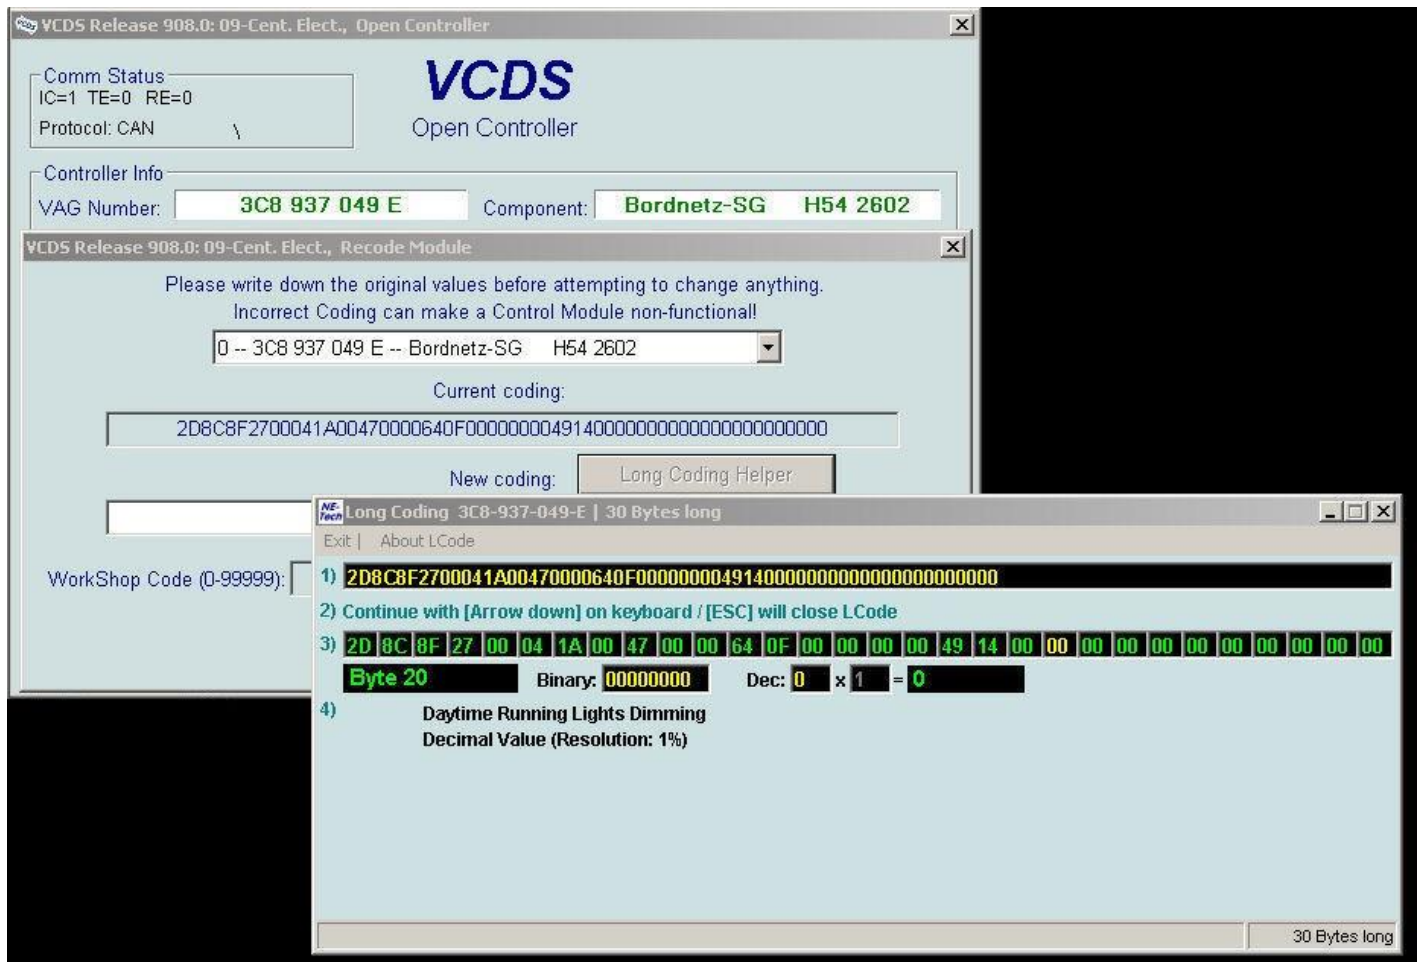 VCDS Release 908.0: 09-Cent. Elect., Open Controller
Comm Status
IC=1 TE=0 RE=0
Protocol: CAN \
VCDS
Open Controller
Controller Info
VAG Number: 3C8 937 049 E Component: Bordnetz-SG H54 2602
VCDS Release 908.0: 09-Cent. Elect., Recode Module
Please write down the original values before attempting to change anything.
Incorrect Coding can make a Control Module non-functional!
0 -- 3C8 937 049 E -- Bordnetz-SG H54 2602
Current coding:
2D8C8F2700041A00470000640F0000000049140000000000000000000000
New coding: Long Coding Helper
WorkShop Code (0-99999):
NE-Tech Long Coding 3C8-937-049-E | 30 Bytes long
Exit | About LCode
1) 2D8C8F2700041A00470000640F0000000049140000000000000000000000
2) Continue with [Arrow down] on keyboard / [ESC] will close LCode
3) 2D 8C 8F 27 00 04 1A 00 47 00 00 64 0F 00 00 00 00 49 14 00 00 00 00 00 00 00 00 00 00 00
Byte 20 Binary: 00000000 Dec: 0 x 1 = 0
4) Daytime Running Lights Dimming
Decimal Value (Resolution: 1%)
30 Bytes long